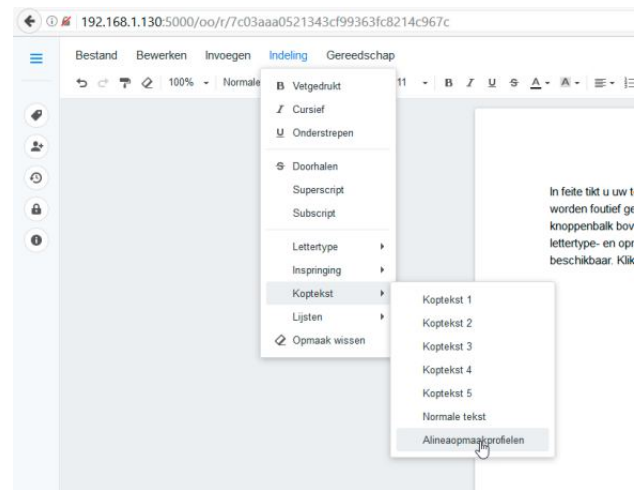 192.168.1.130:5000/oo/r/7c03aaa0521343cf99363fc8214c967c
Bestand Bewerken Invoegen Indeling Gereedschap
100% Normale 11 B I U S A A
B Vetgedrukt
I Cursief
U Onderstrepen
S Doorhalen
Superscript
Subscript
Lettertype
Inspringing
Koptekst
Lijsten
Opmaak wissen
Koptekst 1
Koptekst 2
Koptekst 3
Koptekst 4
Koptekst 5
Normale tekst
Alineaopmaakprofielen
In feite tikt u uw t
worden foutief ge
knoppenbalk bov
lettertype- en opr
beschikbaar. Klik